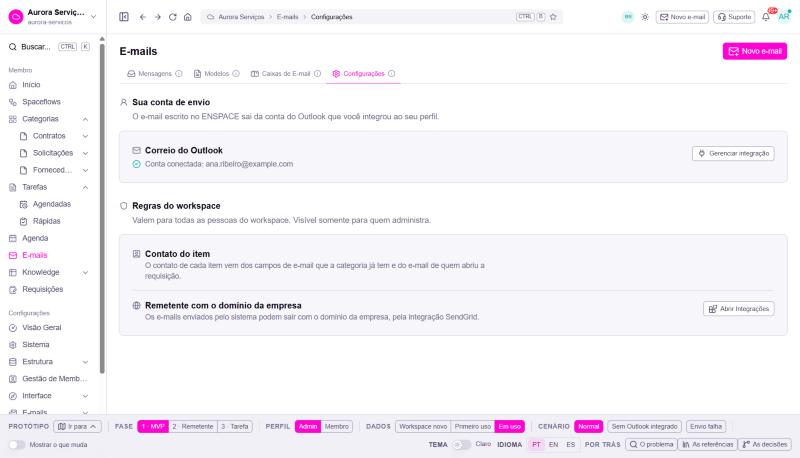 Aurora Serviç...
aurora-servicos
Aurora Serviços > E-mails > Configurações
CTRL B
BR
Novo e-mail
Suporte
AR
Buscar... CTRL K
E-mails
Novo e-mail
Mensagens
Modelos
Caixas de E-mail
Configurações
Membro
Início
Spaceflows
Categorias
Contratos
Solicitações
Forneced...
Tarefas
Agendadas
Rápidas
Agenda
E-mails
Knowledge
Requisições
Configurações
Visão Geral
Sistema
Estrutura
Gestão de Memb...
Interface
E-mails
Sua conta de envio
O e-mail escrito no ENSPACE sai da conta do Outlook que você integrou ao seu perfil.
Correio do Outlook
Conta conectada: ana.ribeiro@example.com
Gerenciar integração
Regras do workspace
Valem para todas as pessoas do workspace. Visível somente para quem administra.
Contato do item
O contato de cada item vem dos campos de e-mail que a categoria já tem e do e-mail de quem abriu a
requisição.
Remetente com o domínio da empresa
Os e-mails enviados pelo sistema podem sair com o domínio da empresa, pela integração SendGrid.
Abrir Integrações
PROTÓTIPO Ir para FASE 1 · MVP 2 · Remetente 3 · Tarefa PERFIL Admin Membro DADOS Workspace novo Primeiro uso Em uso CENÁRIO Normal Sem Outlook integrado Envio falha
Mostrar o que muda TEMA Claro IDIOMA PT EN ES POR TRÁS O problema As referências As decisões